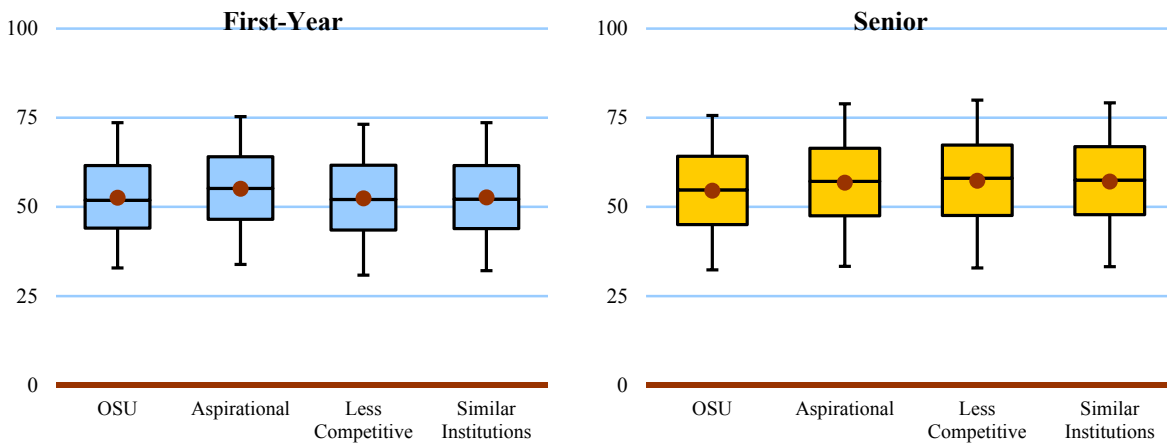 First-Year
100
75
50
25
0
OSU
Aspirational
Less
Competitive
Similar
Institutions
Senior
100
75
50
25
0
OSU
Aspirational
Less
Competitive
Similar
Institutions